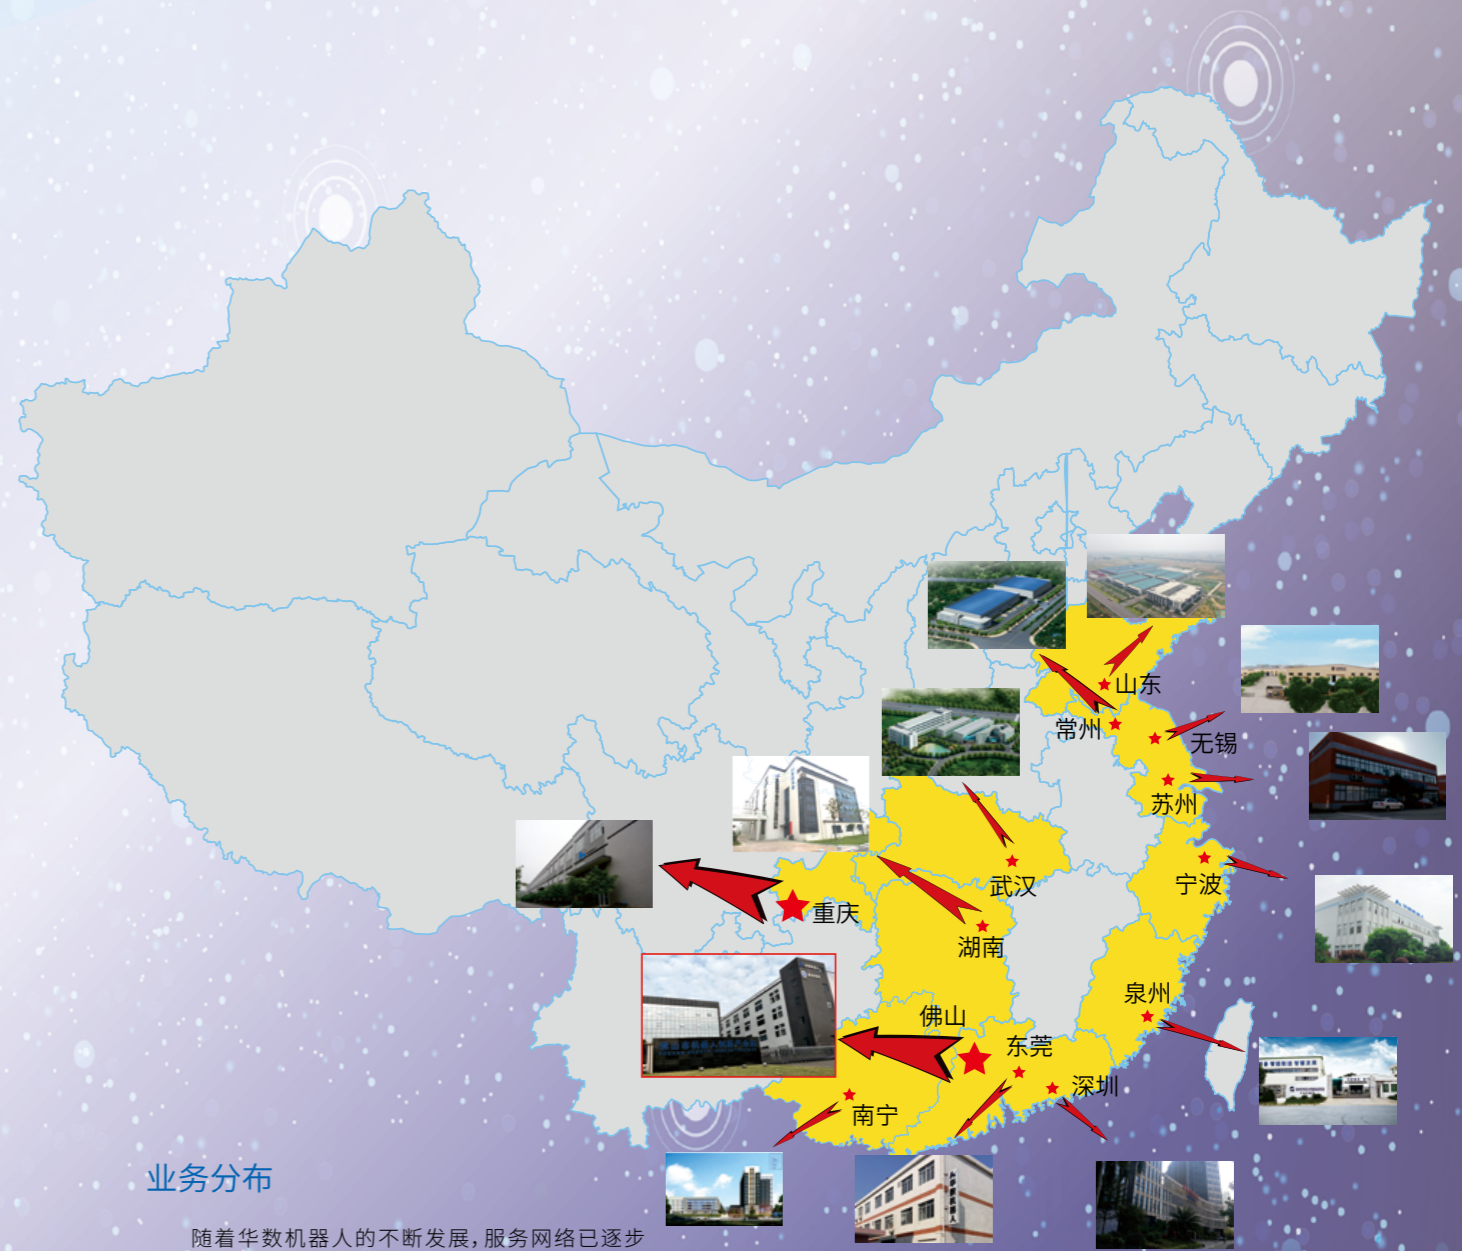 山东
常州
无锡
苏州
武汉
宁波
重庆
湖南
泉州
佛山
东莞
深圳
南宁
业务分布
随着华数机器人的不断发展，服务网络已逐步